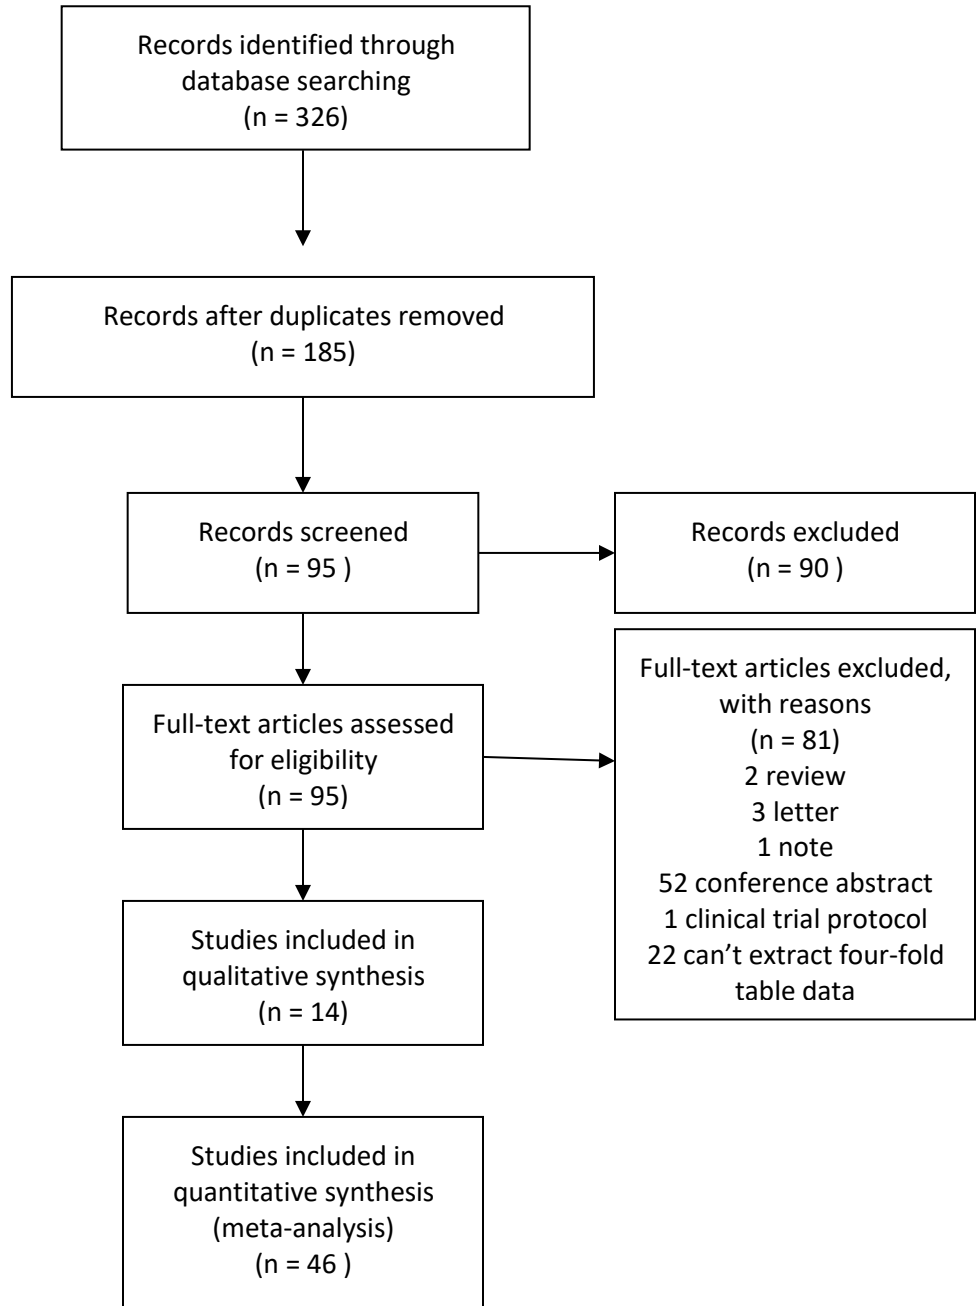 Records identified through
database searching
(n = 326)
Records after duplicates removed
(n = 185)
Records screened
(n = 95 )
Records excluded
(n = 90 )
Full-text articles assessed
for eligibility
(n = 95)
Full-text articles excluded,
with reasons
(n = 81)
2 review
3 letter
1 note
52 conference abstract
1 clinical trial protocol
22 can’t extract four-fold
table data
Studies included in
qualitative synthesis
(n = 14)
Studies included in
quantitative synthesis
(meta-analysis)
(n = 46 )